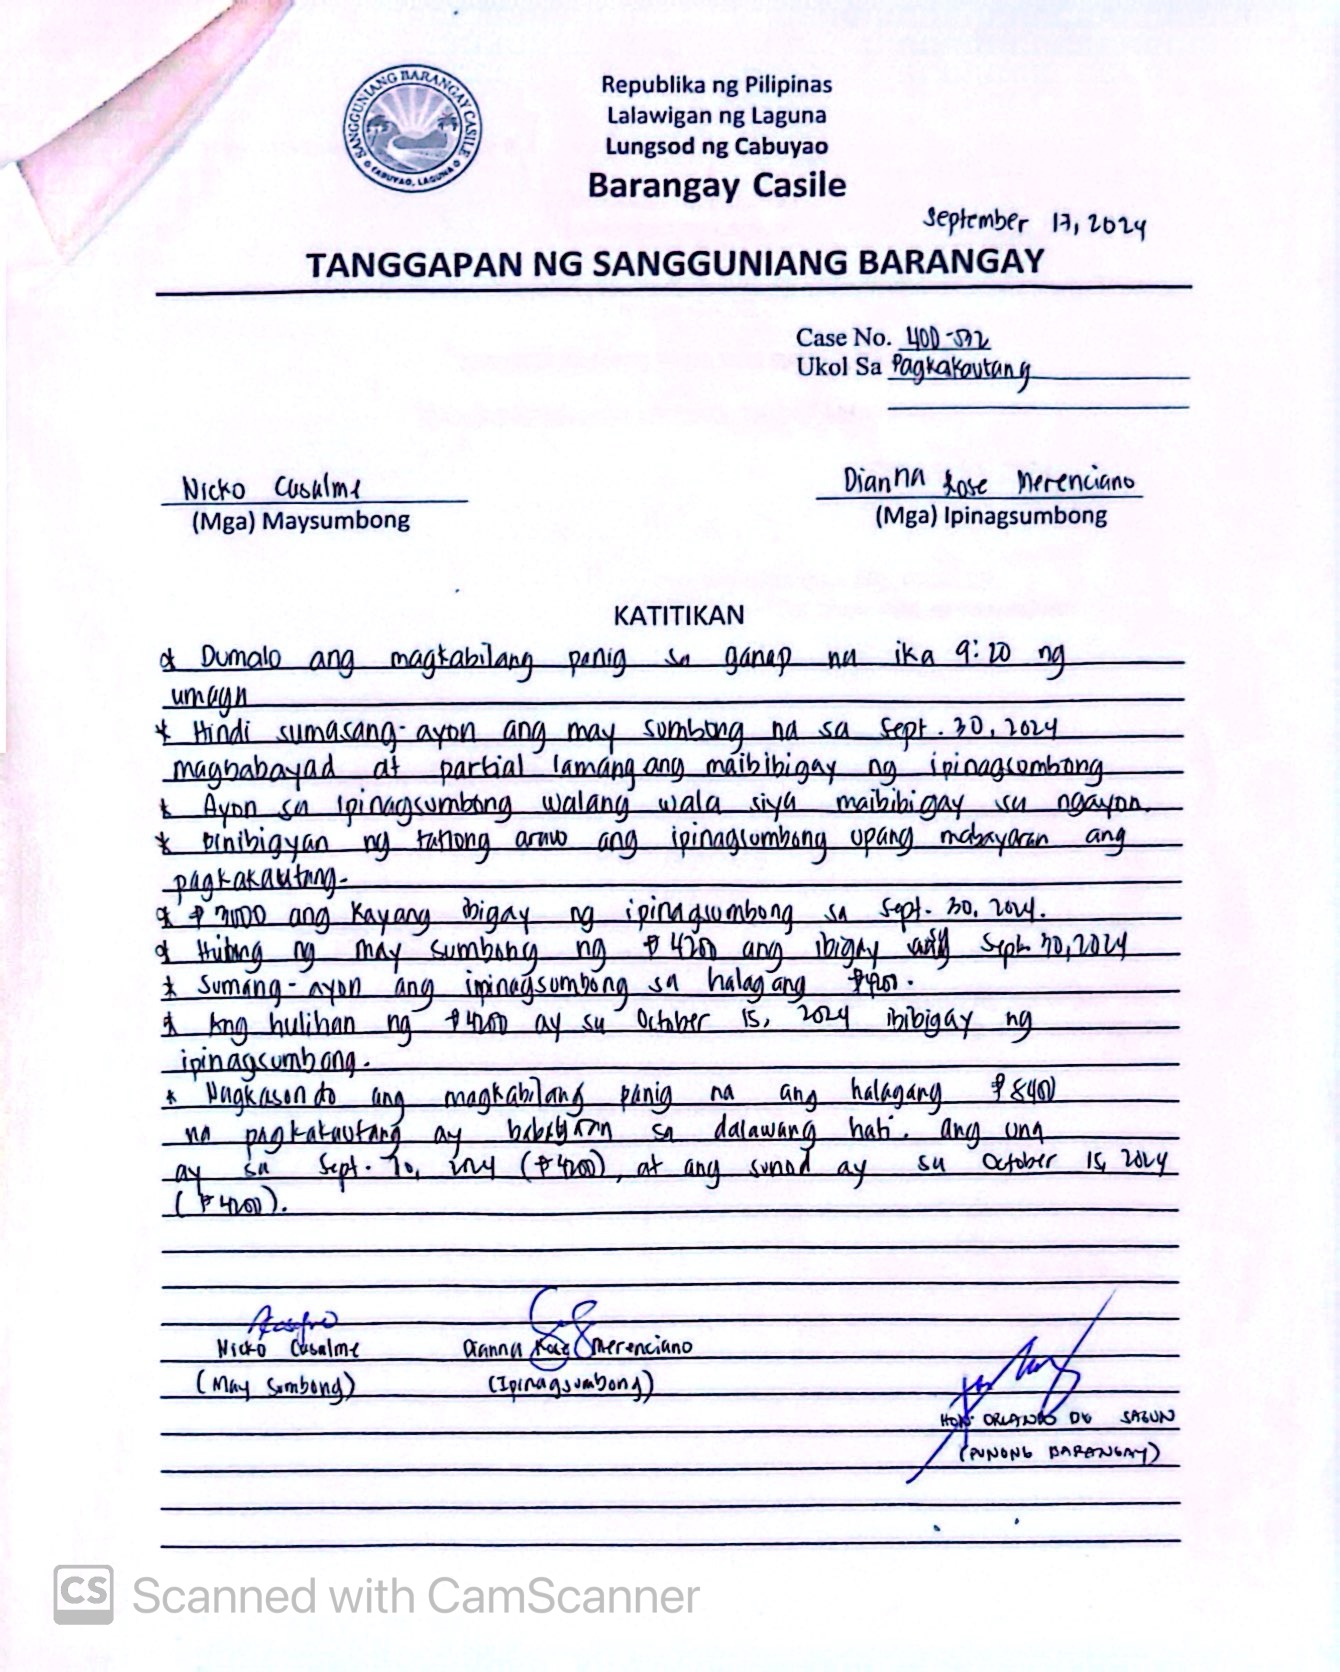 SANGGUNIANG BARANGAY CASILE
CABUYAO, LAGUNA
Republika ng Pilipinas
Lalawigan ng Laguna
Lungsod ng Cabuyao
Barangay Casile
September 17, 2024
TANGGAPAN NG SANGGUNIANG BARANGAY
Case No. 400-
Ukol Sa Pagkakautang
Nicko Casalme
(Mga) Maysumbong
Dianna Rose Merenciano
(Mga) Ipinagsumbong
KATITIKAN
* Dumalo ang magkabilang panig sa ganap na ika 9:20 ng
umaga
* Hindi sumasang-ayon ang may sumbong na sa Sept. 30, 2024
magbabayad at partial lamang ang maibibigay ng ipinagsumbong
* Ayon sa Ipinagsumbong walang wala siya maibibigay sa ngayon.
* binibigyan ng tatlong araw ang ipinagsumbong upang mabayaran ang
pagkakautang.
* ₱ 3000 ang kayang ibigay ng ipinagsumbong sa Sept. 30, 2024.
* Hiling ng may sumbong ng ₱ 4200 ang ibigay Sept. 30, 2024
* Sumang-ayon ang ipinagsumbong sa halagang ₱4200.
* Ang hulihan ng ₱4200 ay sa October 15, 2024 ibibigay ng
ipinagsumbong.
* Nagkasundo ang magkabilang panig na ang halagang ₱8400
na pagkakautang ay babayaran sa dalawang hati. ang una
ay sa Sept. 30, 2024 (₱4200), at ang sunod ay sa October 15, 2024
(₱4200).
Nicko Casalme
(May Sumbong)
Dianna Rose Merenciano
(Ipinagsumbong)
HON. ORLANDO DG SAGUN
(PUNONG BARANGAY)
CS Scanned with CamScanner